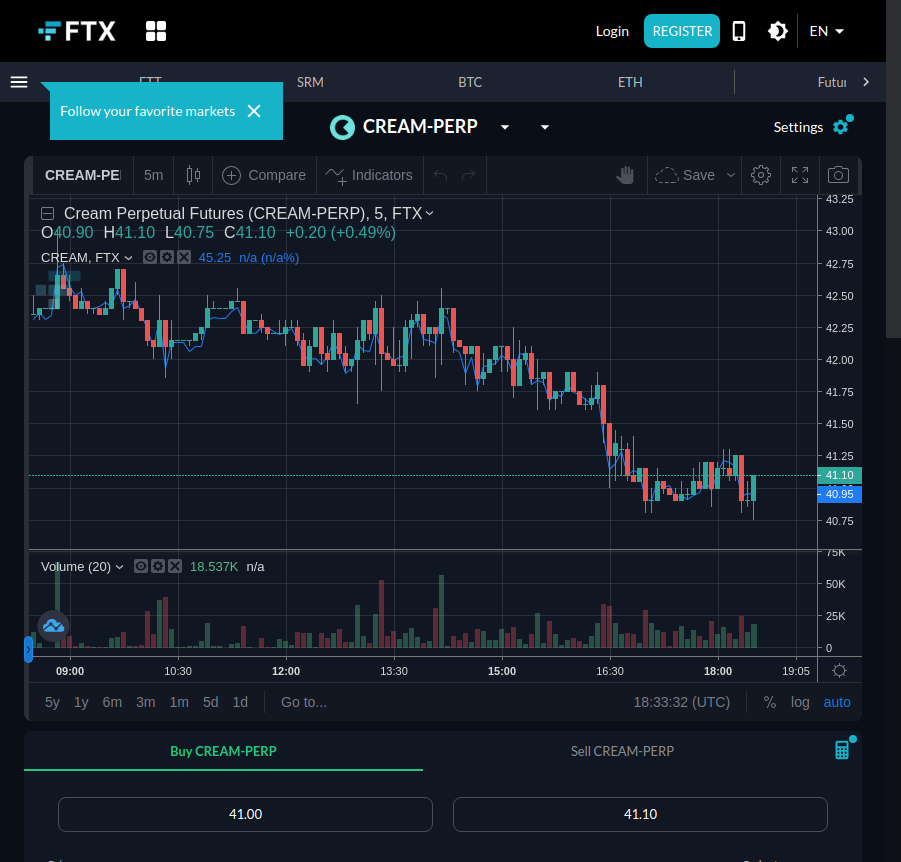 FTX
Login
REGISTER
EN
FTT
SRM
BTC
ETH
Futur
Follow your favorite markets
CREAM-PERP
Settings
CREAM-PE
5m
Compare
Indicators
Save
Cream Perpetual Futures (CREAM-PERP), 5, FTX
O40.90 H41.10 L40.75 C41.10 +0.20 (+0.49%)
CREAM, FTX
45.25 n/a (n/a%)
43.25
43.00
42.75
42.50
42.25
42.00
41.75
41.50
41.25
41.10
40.95
40.75
Volume (20)
18.537K n/a
75K
50K
25K
0
09:00 10:30 12:00 13:30 15:00 16:30 18:00 19:05
5y 1y 6m 3m 1m 5d 1d Go to...
18:33:32 (UTC)
% log auto
Buy CREAM-PERP
Sell CREAM-PERP
41.00
41.10